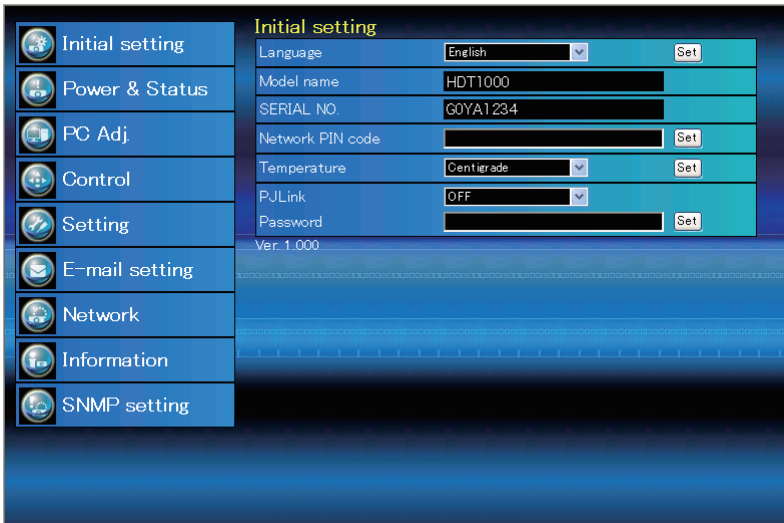 Initial setting
Power & Status
PC Adj.
Control
Setting
E-mail setting
Network
Information
SNMP setting
Initial setting
Language English Set
Model name HDT1000
SERIAL NO. G0YA1234
Network PIN code Set
Temperature Centigrade Set
PJLink OFF
Password Set
Ver. 1.000